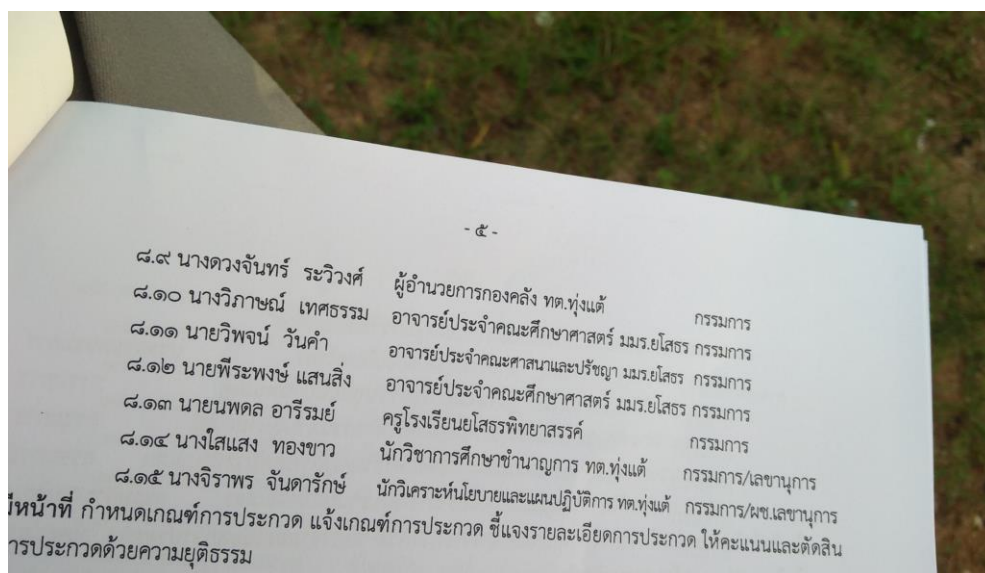 - ๕ -
๘.๙ นางดวงจันทร์ ระวิวงศ์ ผู้อำนวยการกองคลัง ทต.ทุ่งแต้ กรรมการ
๘.๑๐ นางวิภาษณ์ เทศธรรม อาจารย์ประจำคณะศึกษาศาสตร์ มมร.ยโสธร กรรมการ
๘.๑๑ นายวิพจน์ วันคำ อาจารย์ประจำคณะศาสนาและปรัชญา มมร.ยโสธร กรรมการ
๘.๑๒ นายพีระพงษ์ แสนสิ่ง อาจารย์ประจำคณะศึกษาศาสตร์ มมร.ยโสธร กรรมการ
๘.๑๓ นายนพดล อารีรมย์ ครูโรงเรียนยโสธรพิทยาสรรค์ กรรมการ
๘.๑๔ นางใสแสง ทองขาว นักวิชาการศึกษาชำนาญการ ทต.ทุ่งแต้ กรรมการ/เลขานุการ
๘.๑๕ นางจิราพร จันดารักษ์ นักวิเคราะห์นโยบายและแผนปฏิบัติการ ทต.ทุ่งแต้ กรรมการ/ผช.เลขานุการ
มีหน้าที่ กำหนดเกณฑ์การประกวด แจ้งเกณฑ์การประกวด ชี้แจงรายละเอียดการประกวด ให้คะแนนและตัดสิน
ารประกวดด้วยความยุติธรรม